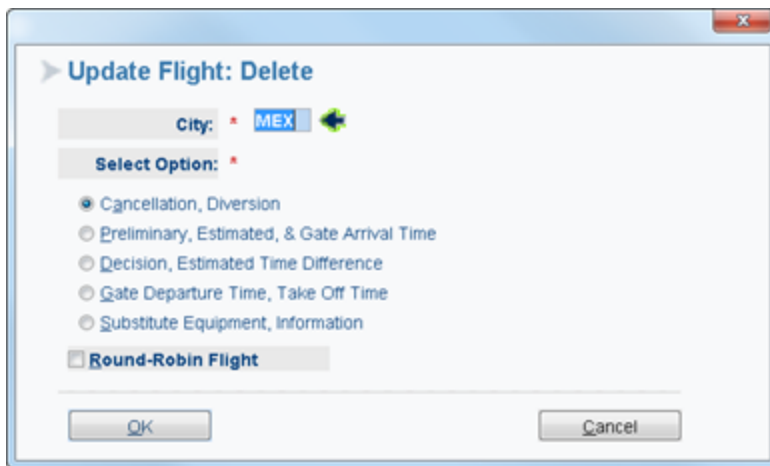 Update Flight: Delete
City: * MEX
Select Option: *
Cancellation, Diversion
Preliminary, Estimated, & Gate Arrival Time
Decision, Estimated Time Difference
Gate Departure Time, Take Off Time
Substitute Equipment, Information
Round-Robin Flight
OK Cancel